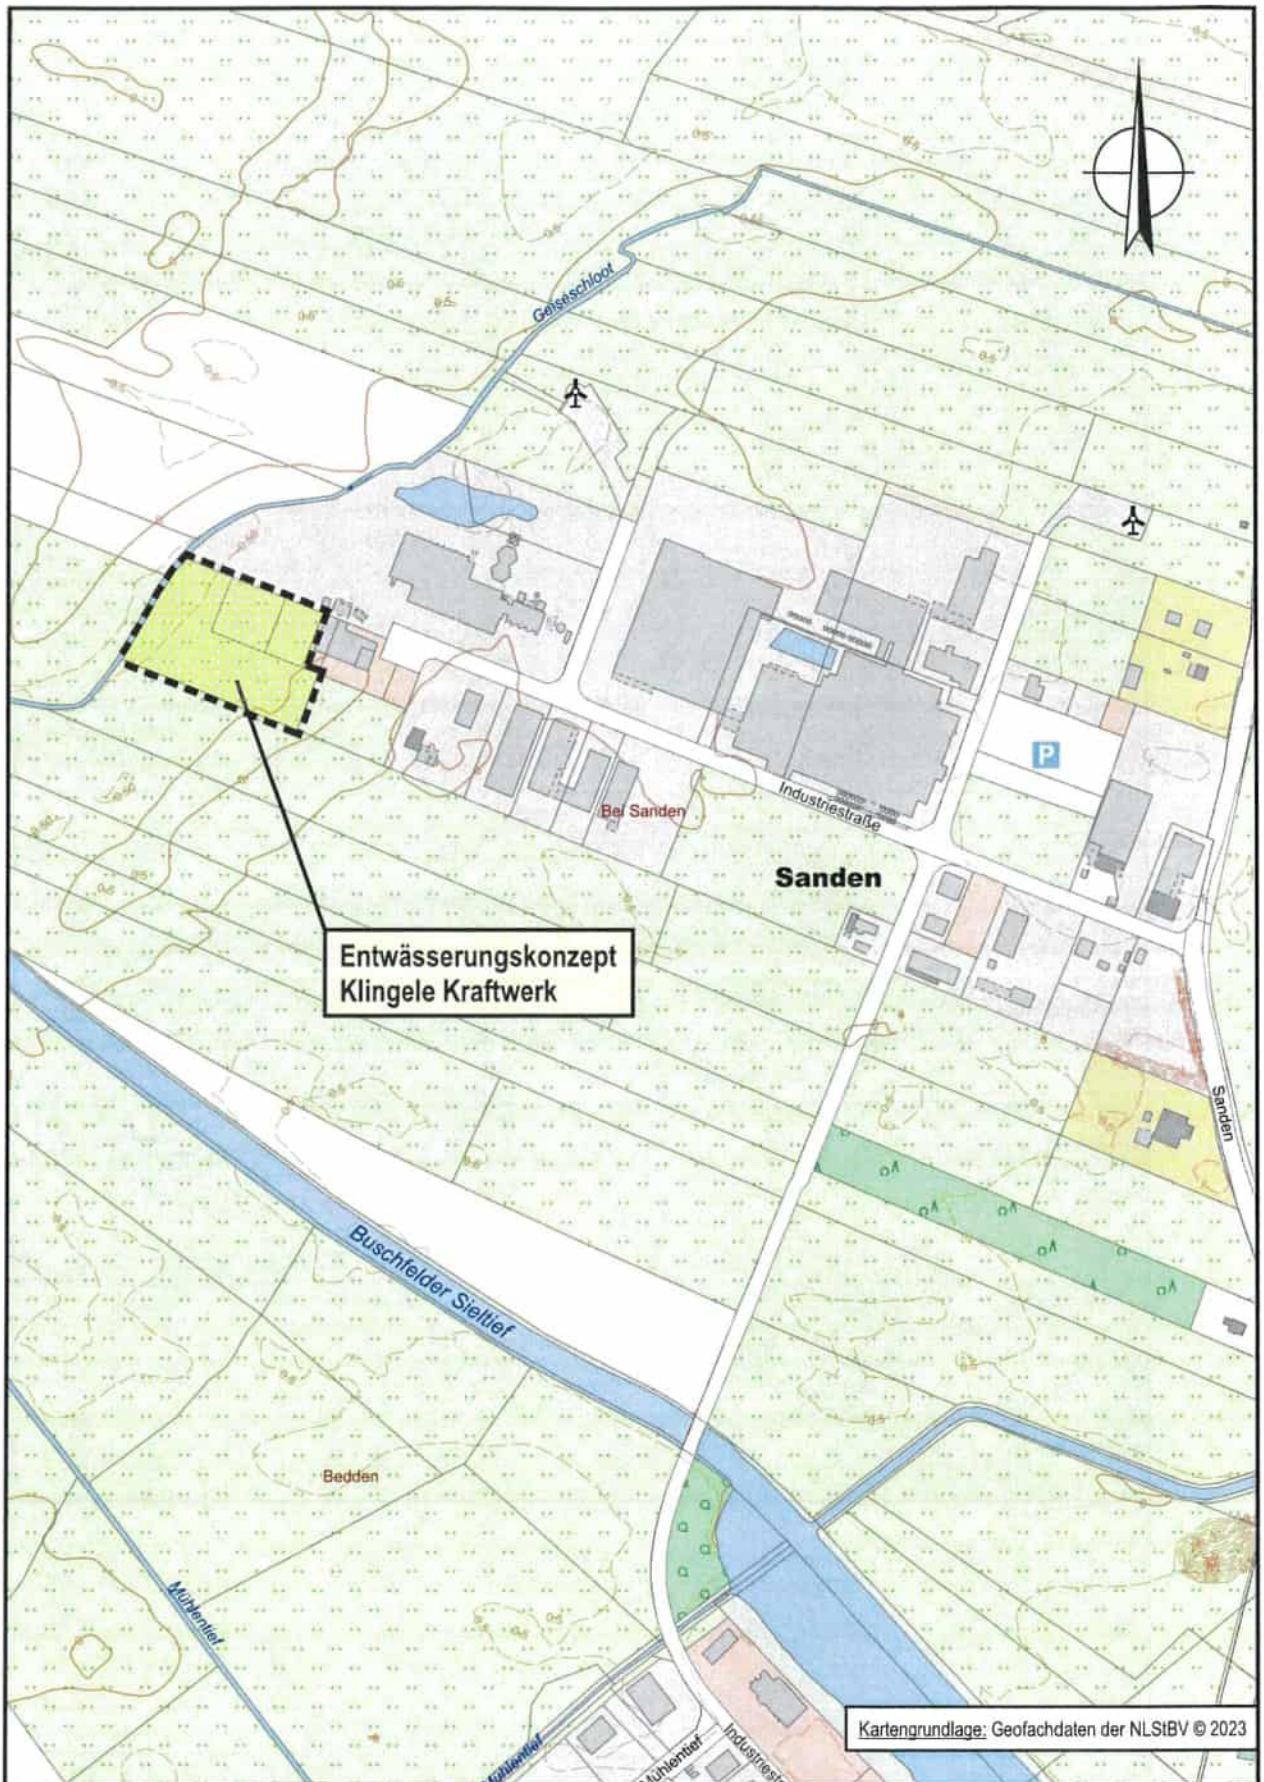 Geiseschloot
P
Bei Sanden
Industriestraße
Sanden
Entwässerungskonzept
Klingele Kraftwerk
Sanden
Buschfelder Sieltief
Bedden
Mühlentief
Mühlentief
Mühlentief
Kartengrundlage: Geofachdaten der NLStBV © 2023